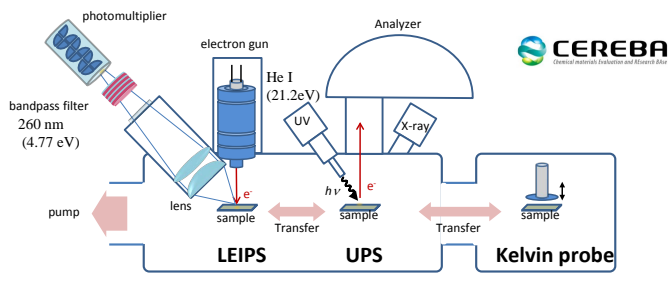 photomultiplier
bandpass filter
260 nm
(4.77 eV)
electron gun
He I
(21.2eV)
Analyzer
CEREBA
Chemical materials Evaluation and REsearch BAse
UV
X-ray
lens
e-
hν
e-
pump
sample
sample
sample
Transfer
Transfer
LEIPS
UPS
Kelvin probe